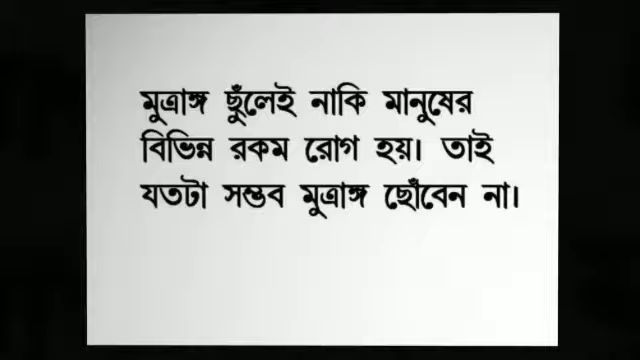 মুত্রাঙ্গ ছুঁলেই নাকি মানুষের
বিভিন্ন রকম রোগ হয়। তাই
যতটা সম্ভব মুত্রাঙ্গ ছোঁবেন না।